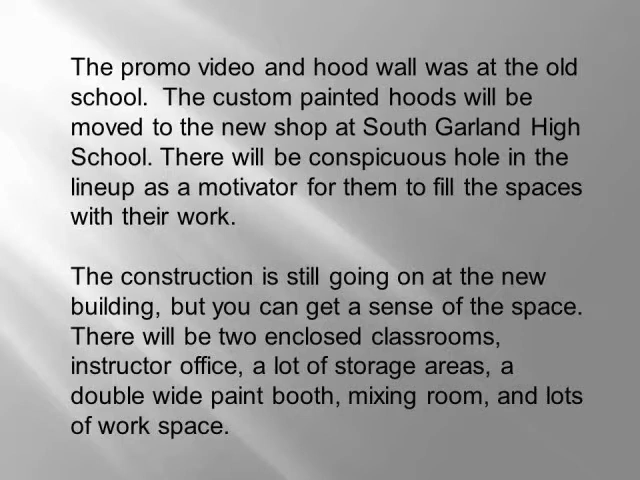 The promo video and hood wall was at the old
school.  The custom painted hoods will be
moved to the new shop at South Garland High
School. There will be conspicuous hole in the
lineup as a motivator for them to fill the spaces
with their work.
The construction is still going on at the new
building, but you can get a sense of the space.
There will be two enclosed classrooms,
instructor office, a lot of storage areas, a
double wide paint booth, mixing room, and lots
of work space.